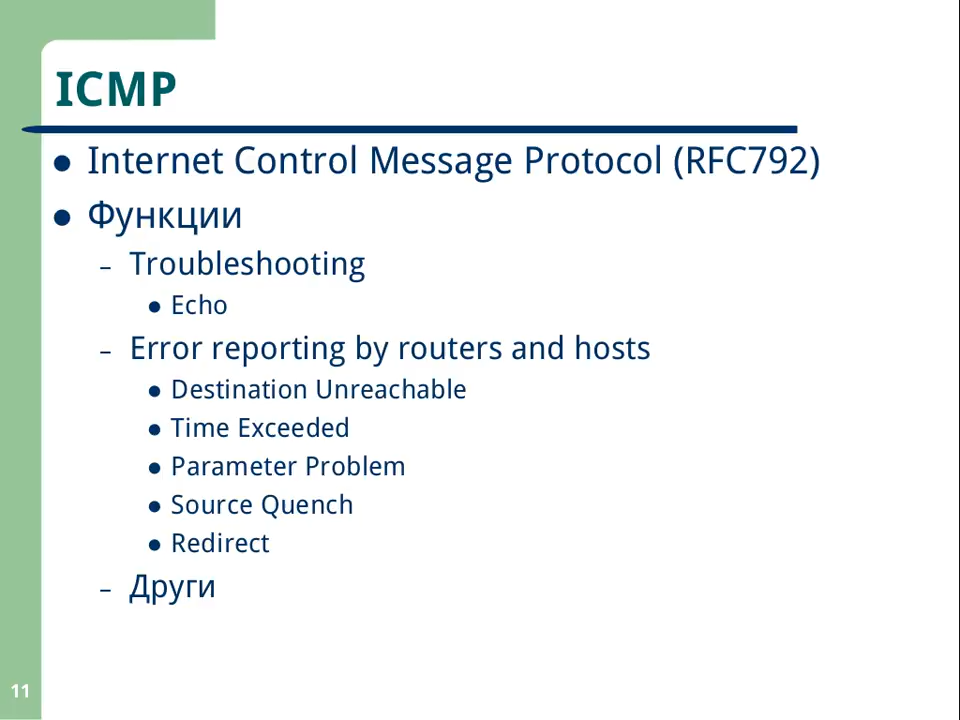 ICMP
Internet Control Message Protocol (RFC792)
Функции
– Troubleshooting
Echo
– Error reporting by routers and hosts
Destination Unreachable
Time Exceeded
Parameter Problem
Source Quench
Redirect
– Други
11